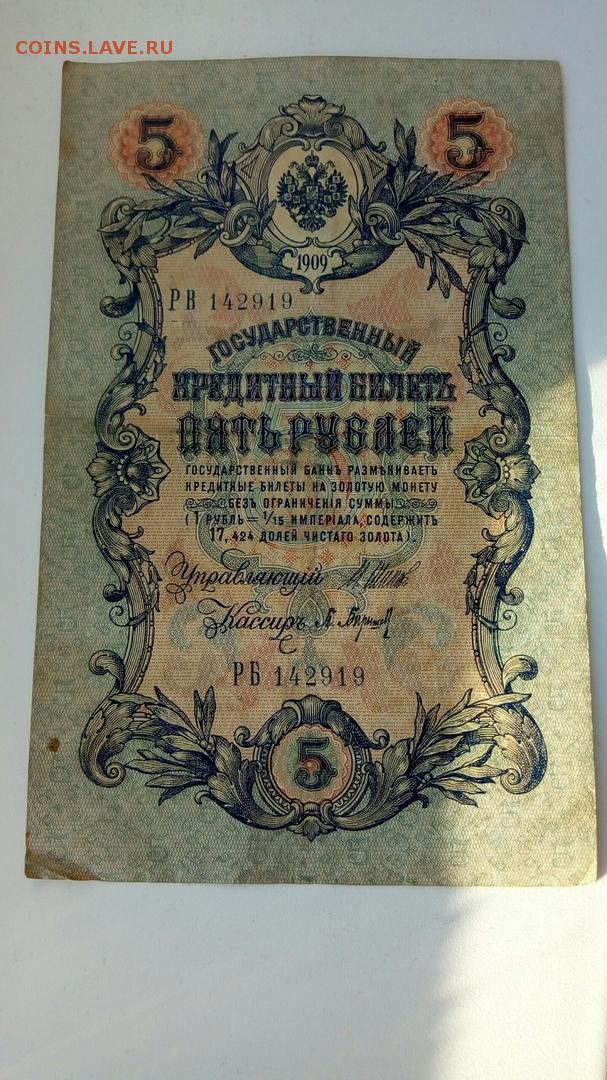 COINS.LAVE.RU
5 5
1909
РВ 142919
ГОСУДАРСТВЕННЫЙ
КРЕДИТНЫЙ БИЛЕТЪ
ПЯТЬ РУБЛЕЙ
ГОСУДАРСТВЕННЫЙ БАНКЪ РАЗМѢНИВАЕТЪ
КРЕДИТНЫЕ БИЛЕТЫ НА ЗОЛОТУЮ МОНЕТУ
БЕЗЪ ОГРАНИЧЕНІЯ СУММЫ
(1 РУБЛЬ — 1/15 ИМПЕРІАЛА, СОДЕРЖИТЪ
17, 424 ДОЛЕЙ ЧИСТАГО ЗОЛОТА).
Управляющій
Кассиръ
РБ 142919
5